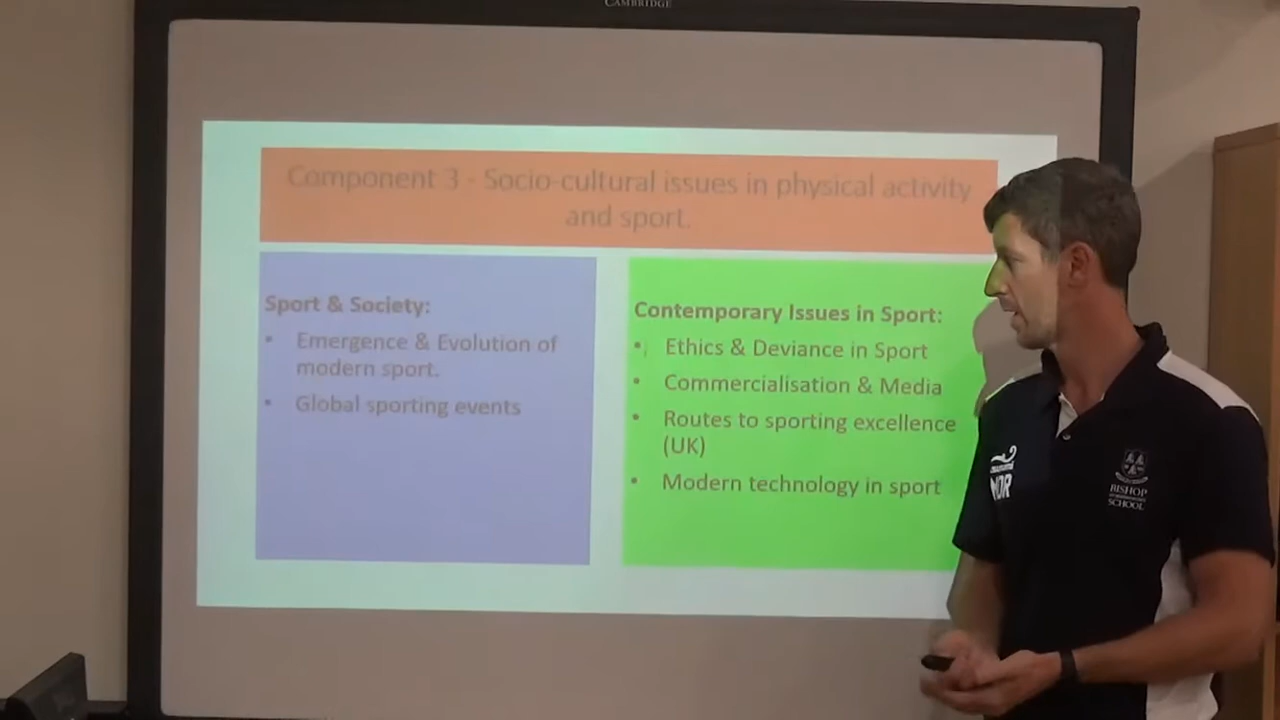 CAMBRIDGE
Component 3 - Socio-cultural issues in physical activity
and sport.
Sport & Society:
• Emergence & Evolution of
modern sport.
• Global sporting events
Contemporary Issues in Sport:
• Ethics & Deviance in Sport
• Commercialisation & Media
• Routes to sporting excellence
(UK)
• Modern technology in sport
BISHOP
SCHOOL